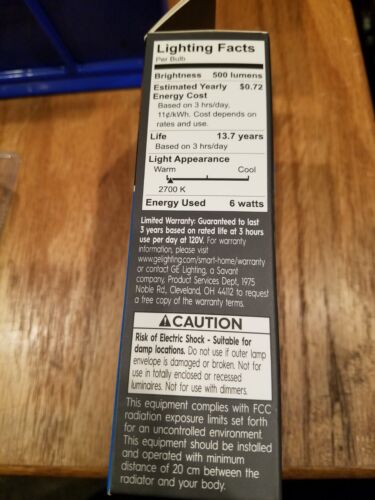 Lighting Facts
Per Bulb
Brightness 500 lumens
Estimated Yearly $0.72
Energy Cost
Based on 3 hrs/day,
11¢/kWh. Cost depends on
rates and use.
Life 13.7 years
Based on 3 hrs/day
Light Appearance
Warm Cool
2700 K
Energy Used 6 watts
Limited Warranty: Guaranteed to last
3 years based on rated life at 3 hours
use per day at 120V. For warranty
information, please visit
www.gelighting.com/smart-home/warranty
or contact GE Lighting, a Savant
company, Product Services Dept, 1975
Noble Rd., Cleveland, OH 44112 to request
a free copy of the warranty terms.
CAUTION
Risk of Electric Shock - Suitable for
damp locations. Do not use if outer lamp
envelope is damaged or broken. Not for
use in totally enclosed or recessed
luminaires. Not for use with dimmers.
This equipment complies with FCC
radiation exposure limits set forth
for an uncontrolled environment.
This equipment should be installed
and operated with minimum
distance of 20 cm between the
radiator and your body.